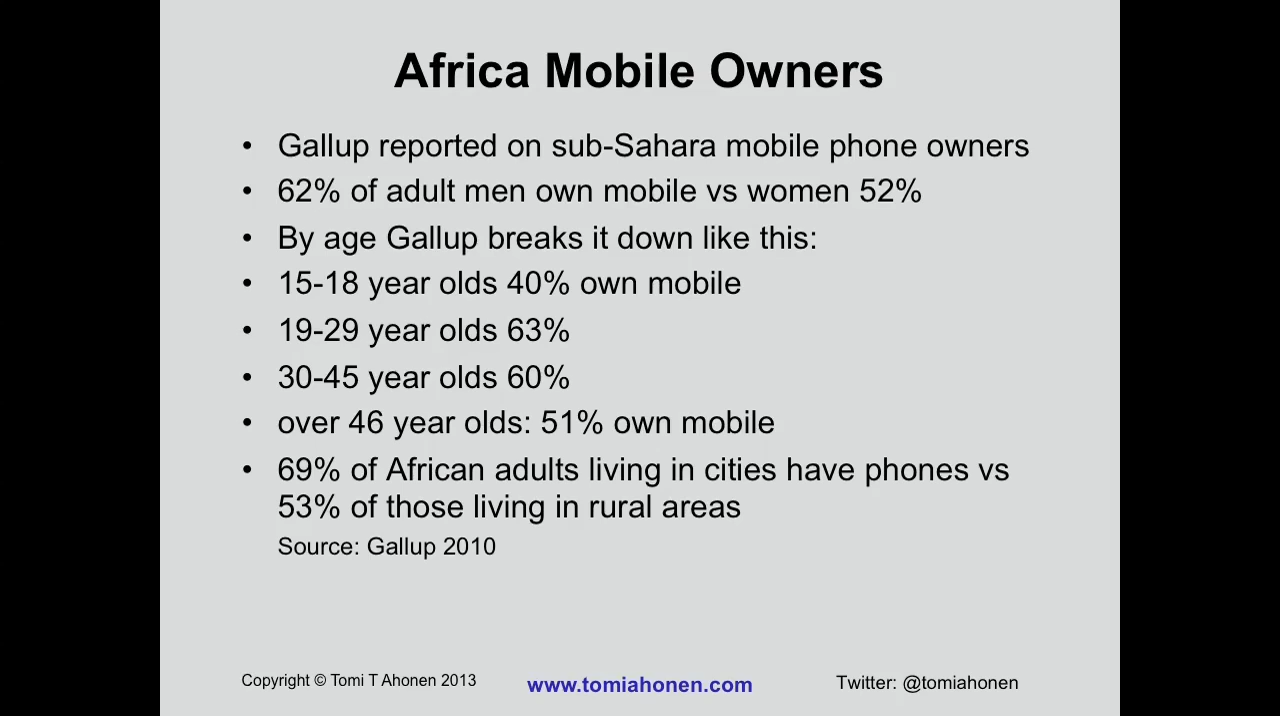 Africa Mobile Owners
• Gallup reported on sub-Sahara mobile phone owners
• 62% of adult men own mobile vs women 52%
• By age Gallup breaks it down like this:
• 15-18 year olds 40% own mobile
• 19-29 year olds 63%
• 30-45 year olds 60%
• over 46 year olds: 51% own mobile
• 69% of African adults living in cities have phones vs
53% of those living in rural areas
Source: Gallup 2010
Copyright © Tomi T Ahonen 2013
www.tomiahonen.com
Twitter: @tomiahonen